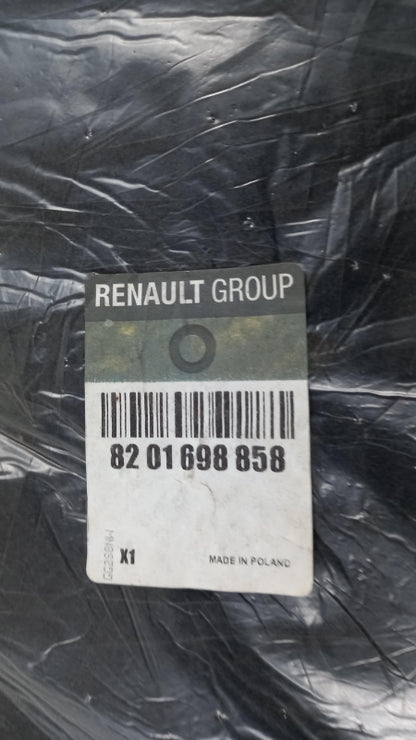 RENAULT GROUP
82 01 698 858
X1
MADE IN POLAND